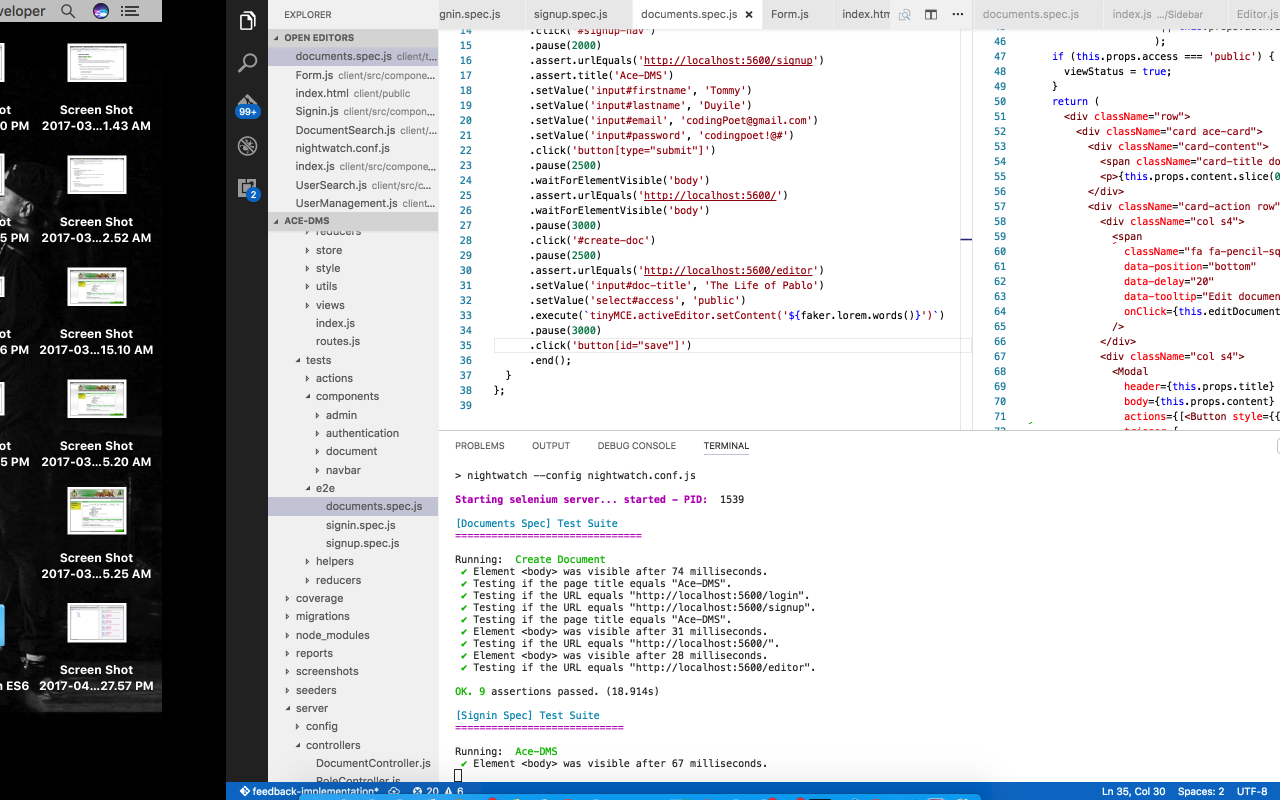 veloper
ot
0 PM
Screen Shot
2017-03...1.43 AM
ot
5 PM
Screen Shot
2017-03...2.52 AM
ot
6 PM
Screen Shot
2017-03...15.10 AM
ot
5 PM
Screen Shot
2017-03...5.20 AM
Screen Shot
2017-03...5.25 AM
n ES6
Screen Shot
2017-04...27.57 PM
99+
2
EXPLORER
OPEN EDITORS
documents.spec.js client/t...
Form.js client/src/compone...
index.html client/public
Signin.js client/src/compon...
DocumentSearch.js client/...
nightwatch.conf.js
index.js client/src/compone...
UserSearch.js client/src/c...
UserManagement.js client...
ACE-DMS
reducers
store
style
utils
views
index.js
routes.js
tests
actions
components
admin
authentication
document
navbar
e2e
documents.spec.js
signin.spec.js
signup.spec.js
helpers
reducers
coverage
migrations
node_modules
reports
screenshots
seeders
server
config
controllers
DocumentController.js
RoleController.js
gnin.spec.js signup.spec.js documents.spec.js Form.js index.htm
14 .click('#signup-nav')
15 .pause(2000)
16 .assert.urlEquals('http://localhost:5600/signup')
17 .assert.title('Ace-DMS')
18 .setValue('input#firstname', 'Tommy')
19 .setValue('input#lastname', 'Duyile')
20 .setValue('input#email', 'codingPoet@gmail.com')
21 .setValue('input#password', 'codingpoet!@#')
22 .click('button[type="submit"]')
23 .pause(2500)
24 .waitForElementVisible('body')
25 .assert.urlEquals('http://localhost:5600/')
26 .waitForElementVisible('body')
27 .pause(3000)
28 .click('#create-doc')
29 .pause(2500)
30 .assert.urlEquals('http://localhost:5600/editor')
31 .setValue('input#doc-title', 'The Life of Pablo')
32 .setValue('select#access', 'public')
33 .execute(`tinyMCE.activeEditor.setContent('${faker.lorem.words()}')`)
34 .pause(3000)
35 .click('button[id="save"]')
36 .end();
37 }
38 };
39
documents.spec.js index.js .../Sidebar Editor.js
46 );
47 if (this.props.access === 'public') {
48 viewStatus = true;
49 }
50 return (
51 <div className="row">
52 <div className="card ace-card">
53 <div className="card-content">
54 <span className="card-title do
55 <p>{this.props.content.slice(0
56 </div>
57 <div className="card-action row"
58 <div className="col s4">
59 <span
60 className="fa fa-pencil-sq
61 data-position="bottom"
62 data-delay="20"
63 data-tooltip="Edit documen
64 onClick={this.editDocument
65 />
66 </div>
67 <div className="col s4">
68 <Modal
69 header={this.props.title}
70 body={this.props.content}
71 actions={[<Button style={{
PROBLEMS OUTPUT DEBUG CONSOLE TERMINAL
> nightwatch --config nightwatch.conf.js
Starting selenium server... started - PID: 1539
[Documents Spec] Test Suite
===============================
Running: Create Document
✔ Element <body> was visible after 74 milliseconds.
✔ Testing if the page title equals "Ace-DMS".
✔ Testing if the URL equals "http://localhost:5600/login".
✔ Testing if the URL equals "http://localhost:5600/signup".
✔ Testing if the page title equals "Ace-DMS".
✔ Element <body> was visible after 31 milliseconds.
✔ Testing if the URL equals "http://localhost:5600/".
✔ Element <body> was visible after 28 milliseconds.
✔ Testing if the URL equals "http://localhost:5600/editor".
OK. 9 assertions passed. (18.914s)
[Signin Spec] Test Suite
============================
Running: Ace-DMS
✔ Element <body> was visible after 67 milliseconds.
feedback-implementation* 20 6 Ln 35, Col 30 Spaces: 2 UTF-8